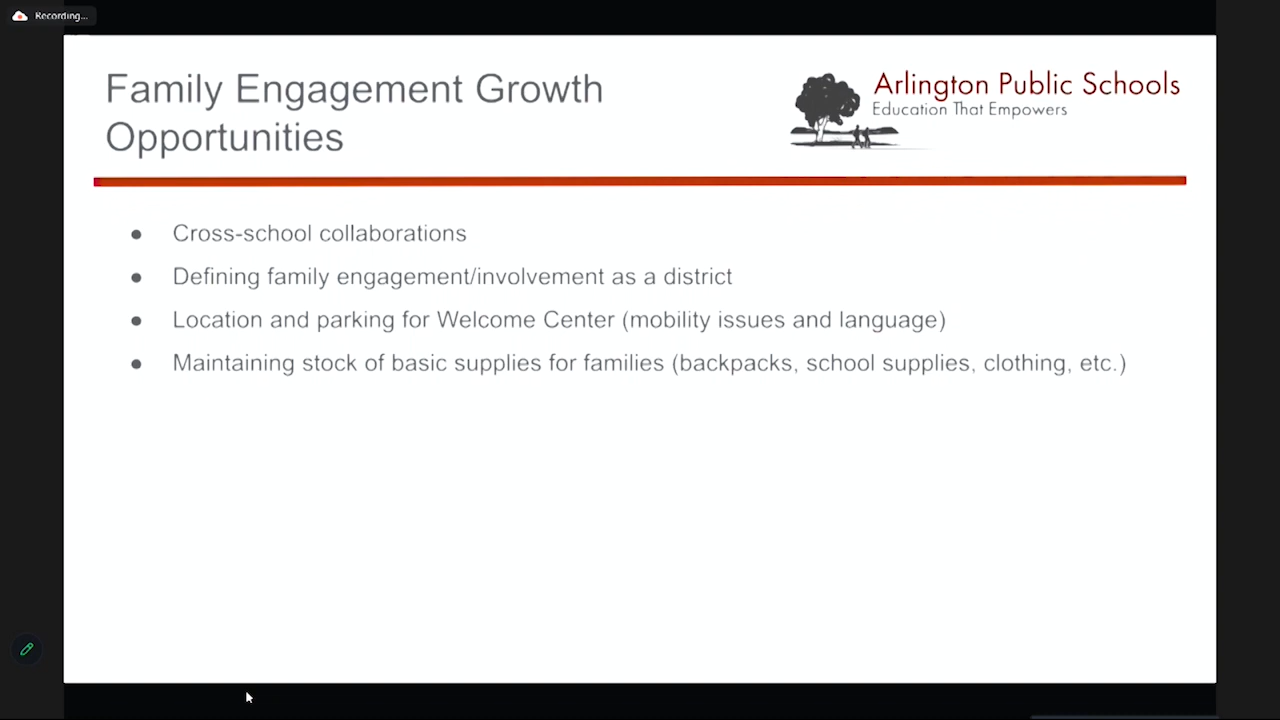 Recording...
Family Engagement Growth
Opportunities
Arlington Public Schools
Education That Empowers
● Cross-school collaborations
● Defining family engagement/involvement as a district
● Location and parking for Welcome Center (mobility issues and language)
● Maintaining stock of basic supplies for families (backpacks, school supplies, clothing, etc.)